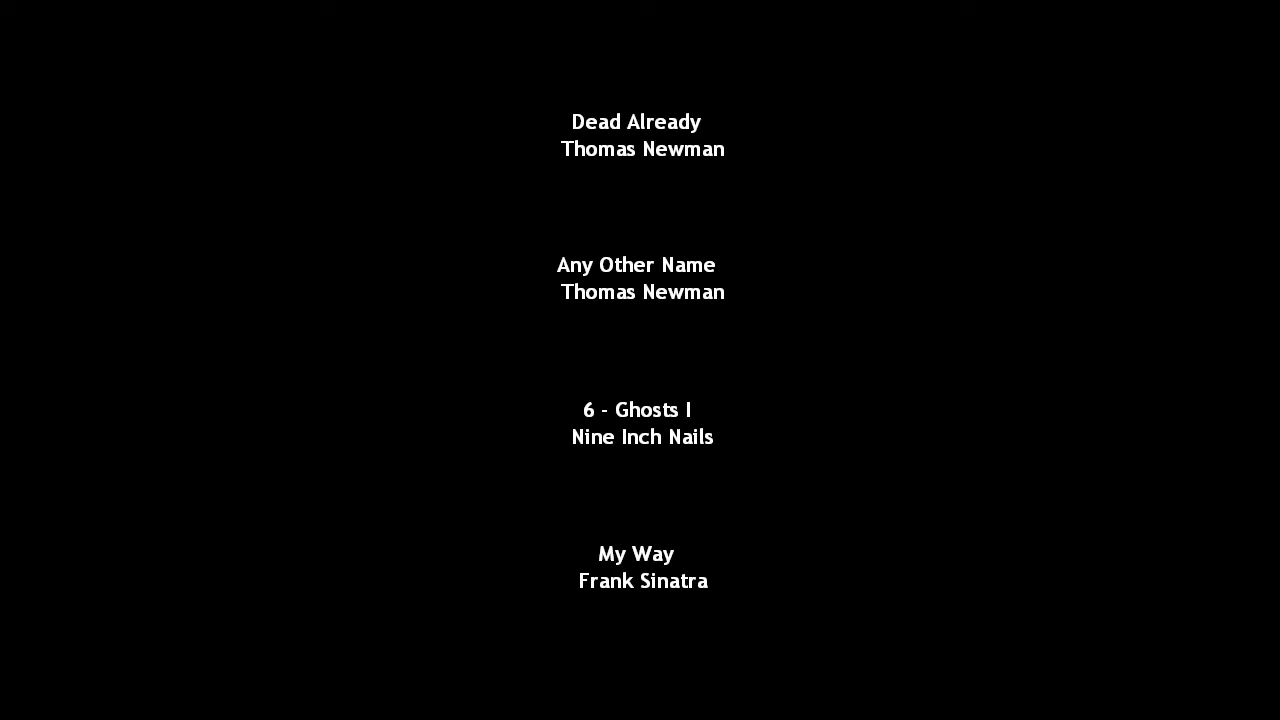 Dead Already
Thomas Newman
Any Other Name
Thomas Newman
6 - Ghosts I
Nine Inch Nails
My Way
Frank Sinatra